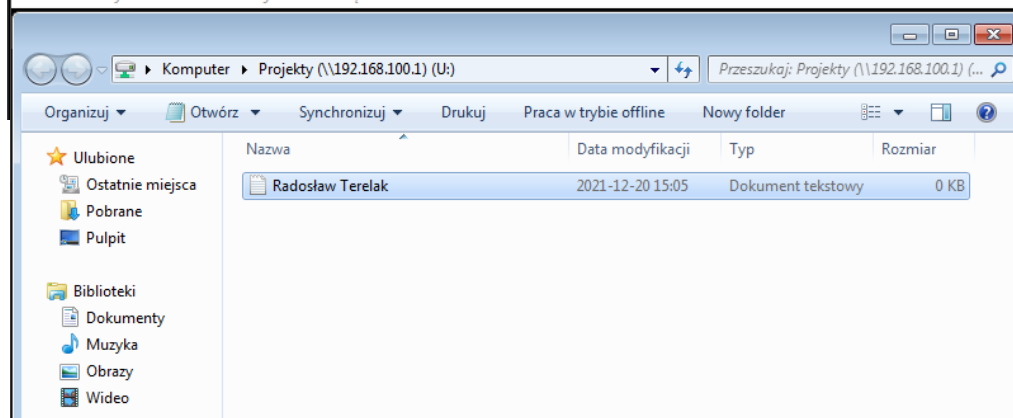 Komputer Projekty (\\192.168.100.1) (U:) Przeszukaj: Projekty (\\192.168.100.1) (...
Organizuj Otwórz Synchronizuj Drukuj Praca w trybie offline Nowy folder
Nazwa Data modyfikacji Typ Rozmiar
Radosław Terelak 2021-12-20 15:05 Dokument tekstowy 0 KB
Ulubione
Ostatnie miejsca
Pobrane
Pulpit
Biblioteki
Dokumenty
Muzyka
Obrazy
Wideo